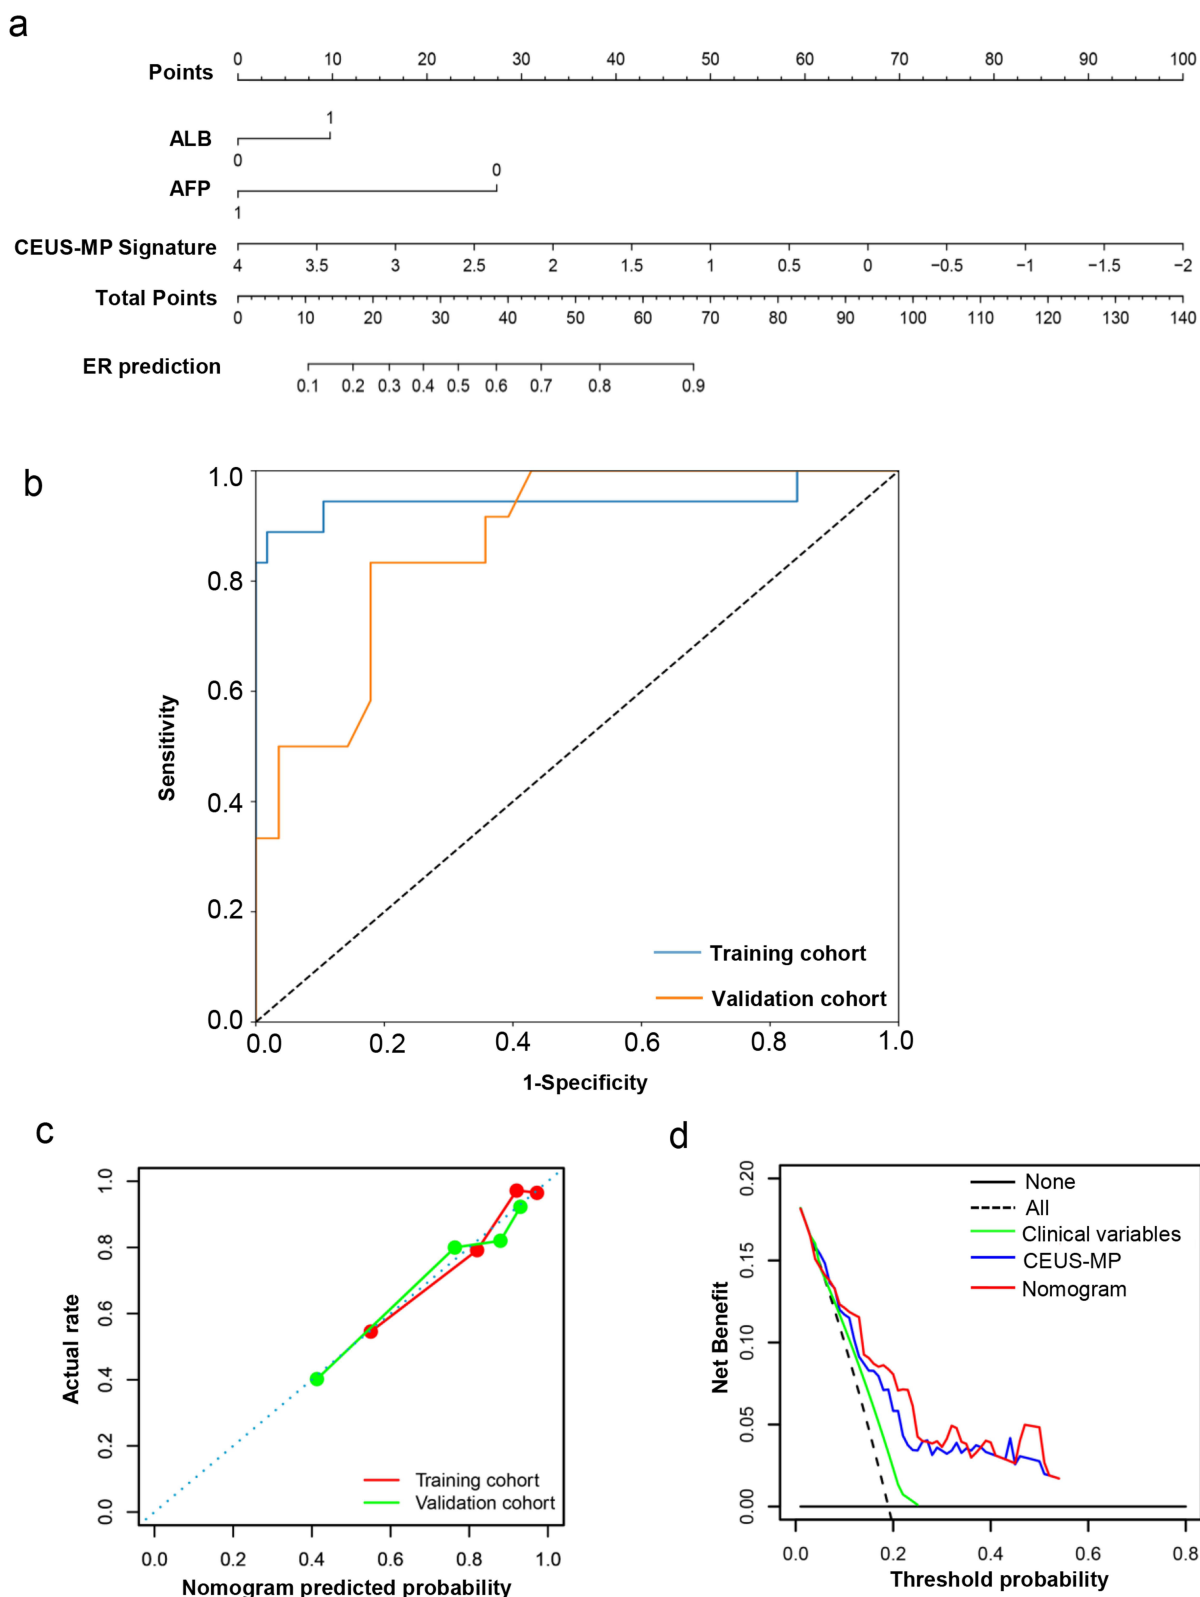 a
Points 0 10 20 30 40 50 60 70 80 90 100
ALB 0 1
AFP 1 0
CEUS-MP Signature 4 3.5 3 2.5 2 1.5 1 0.5 0 −0.5 −1 −1.5 −2
Total Points 0 10 20 30 40 50 60 70 80 90 100 110 120 130 140
ER prediction 0.1 0.2 0.3 0.4 0.5 0.6 0.7 0.8 0.9
b
Sensitivity
1.0
0.8
0.6
0.4
0.2
0.0
Training cohort
Validation cohort
0.0 0.2 0.4 0.6 0.8 1.0
1-Specificity
c
Actual rate
1.0
0.8
0.6
0.4
0.2
0.0
Training cohort
Validation cohort
0.0 0.2 0.4 0.6 0.8 1.0
Nomogram predicted probability
d
Net Benefit
0.20
0.15
0.10
0.05
0.00
None
All
Clinical variables
CEUS-MP
Nomogram
0.0 0.2 0.4 0.6 0.8
Threshold probability